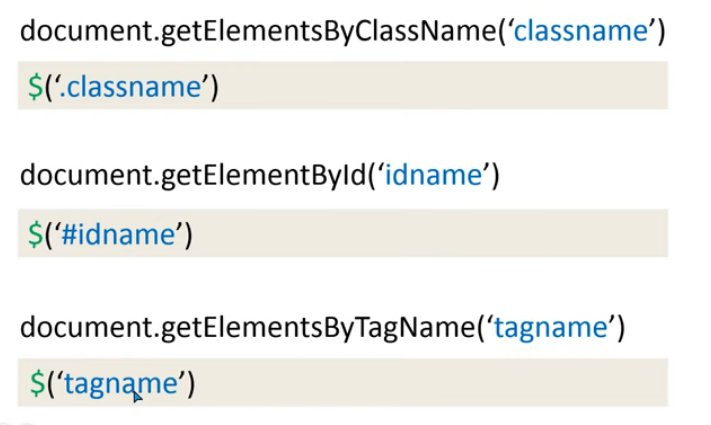 document.getElementsByClassName(‘classname’)
$(‘.classname’)
document.getElementById(‘idname’)
$(‘#idname’)
document.getElementsByTagName(‘tagname’)
$(‘tagname’)